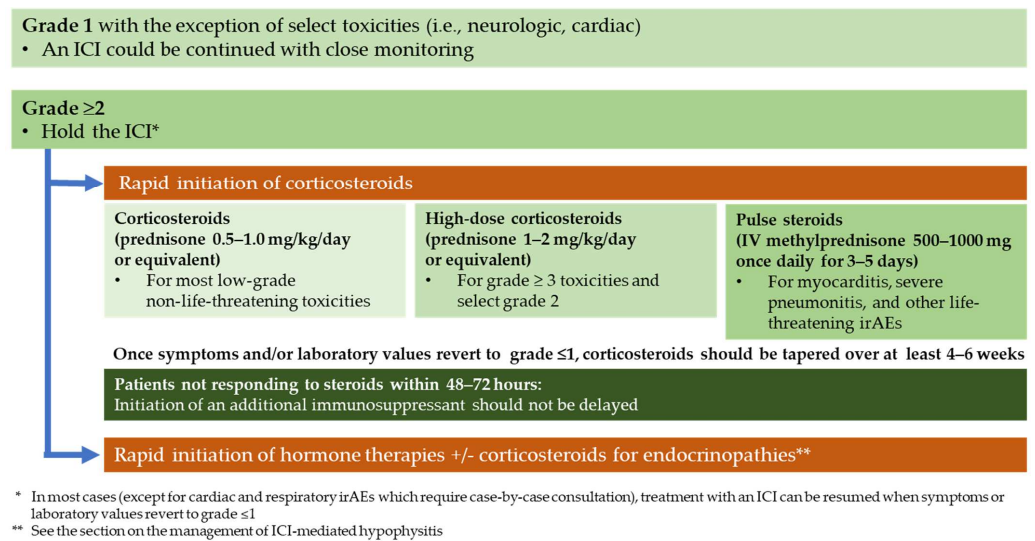 Grade 1 with the exception of select toxicities (i.e., neurologic, cardiac)
• An ICI could be continued with close monitoring
Grade ≥2
• Hold the ICI*
Rapid initiation of corticosteroids
Corticosteroids
(prednisone 0.5–1.0 mg/kg/day
or equivalent)
• For most low-grade
non-life-threatening toxicities
High-dose corticosteroids
(prednisone 1–2 mg/kg/day
or equivalent)
• For grade ≥ 3 toxicities and
select grade 2
Pulse steroids
(IV methylprednisone 500–1000 mg
once daily for 3–5 days)
• For myocarditis, severe
pneumonitis, and other life-
threatening irAEs
Once symptoms and/or laboratory values revert to grade ≤1, corticosteroids should be tapered over at least 4–6 weeks
Patients not responding to steroids within 48–72 hours:
Initiation of an additional immunosuppressant should not be delayed
Rapid initiation of hormone therapies +/- corticosteroids for endocrinopathies**
* In most cases (except for cardiac and respiratory irAEs which require case-by-case consultation), treatment with an ICI can be resumed when symptoms or
laboratory values revert to grade ≤1
** See the section on the management of ICI-mediated hypophysitis